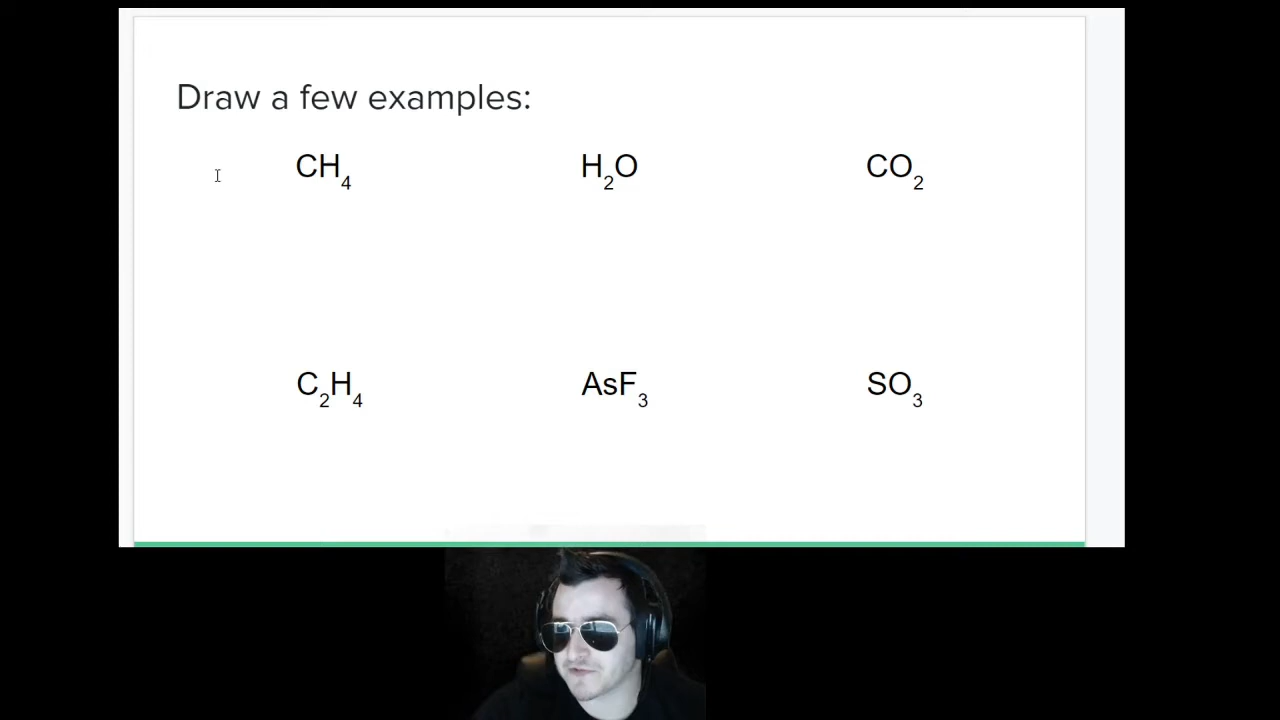 Draw a few examples:
CH₄ H₂O CO₂
C₂H₄ AsF₃ SO₃